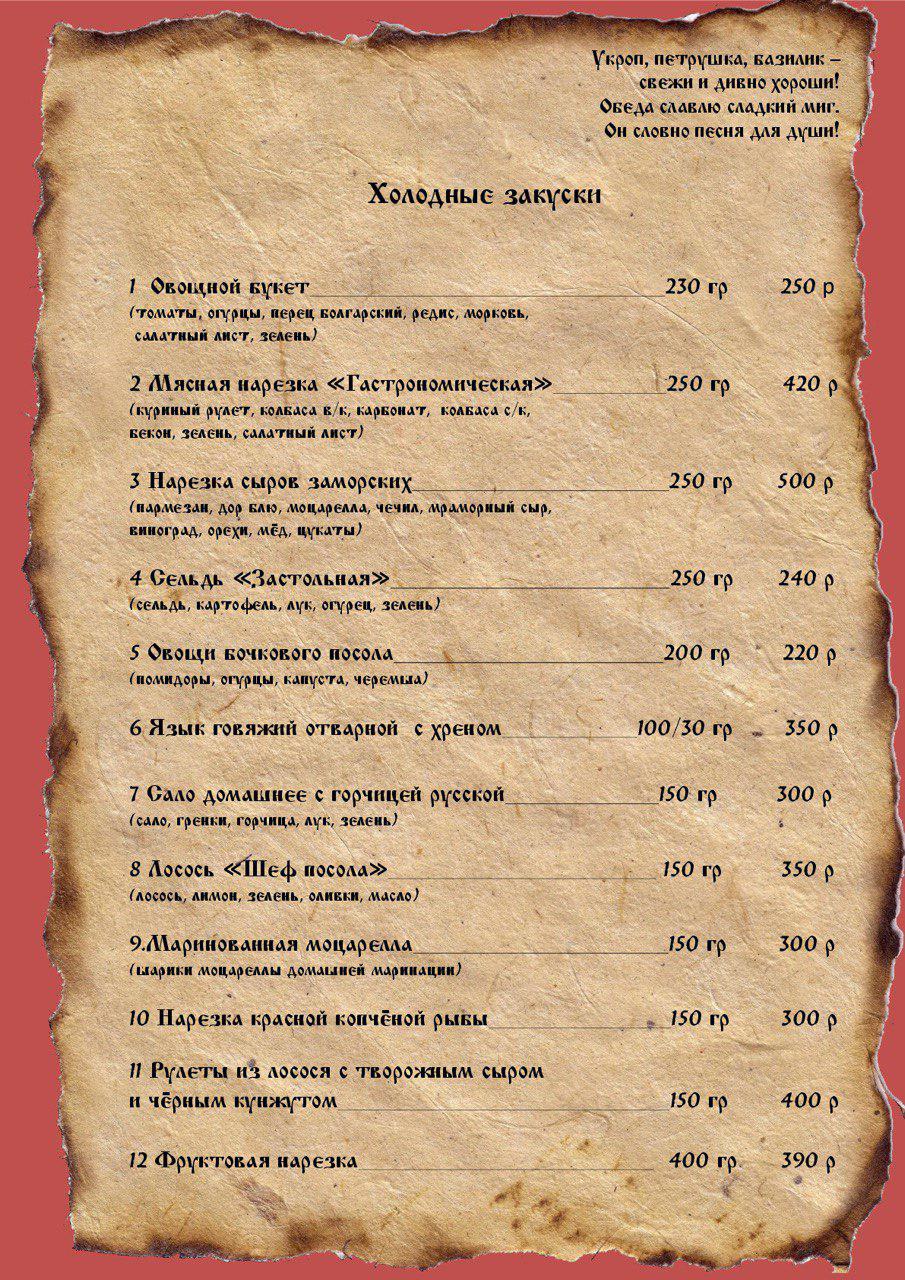 Укроп, петрушка, базилик –
свежи и дивно хороши!
Обеда славлю сладкий миг.
Он словно песня для души!
Холодные закуски
1 Овощной букет 230 гр 250 р
(томаты, огурцы, перец болгарский, редис, морковь,
салатный лист, зелень)
2 Мясная нарезка «Гастрономическая» 250 гр 420 р
(куриный рулет, колбаса в/к, карбонат, колбаса с/к,
бекон, зелень, салатный лист)
3 Нарезка сыров заморских 250 гр 500 р
(пармезан, дор блю, моцарелла, чечил, мраморный сыр,
виноград, орехи, мёд, цукаты)
4 Сельдь «Застольная» 250 гр 240 р
(сельдь, картофель, лук, огурец, зелень)
5 Овощи бочкового посола 200 гр 220 р
(помидоры, огурцы, капуста, черемша)
6 Язык говяжий отварной с хреном 100/30 гр 350 р
7 Сало домашнее с горчицей русской 150 гр 300 р
(сало, гренки, горчица, лук, зелень)
8 Лосось «Шеф посола» 150 гр 350 р
(лосось, лимон, зелень, оливки, масло)
9.Маринованная моцарелла 150 гр 300 р
(шарики моцареллы домашней маринации)
10 Нарезка красной копчёной рыбы 150 гр 300 р
11 Рулеты из лосося с творожным сыром
и чёрным кунжутом 150 гр 400 р
12 Фруктовая нарезка 400 гр 390 р